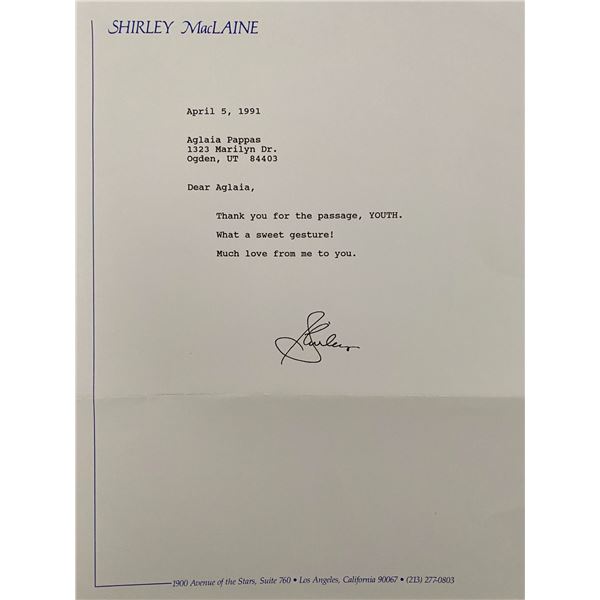 SHIRLEY MacLAINE
April 5, 1991
Aglaia Pappas
1323 Marilyn Dr.
Ogden, UT  84403
Dear Aglaia,
Thank you for the passage, YOUTH.
What a sweet gesture!
Much love from me to you.
Shirley
1900 Avenue of the Stars, Suite 760 • Los Angeles, California 90067 • (213) 277-0803